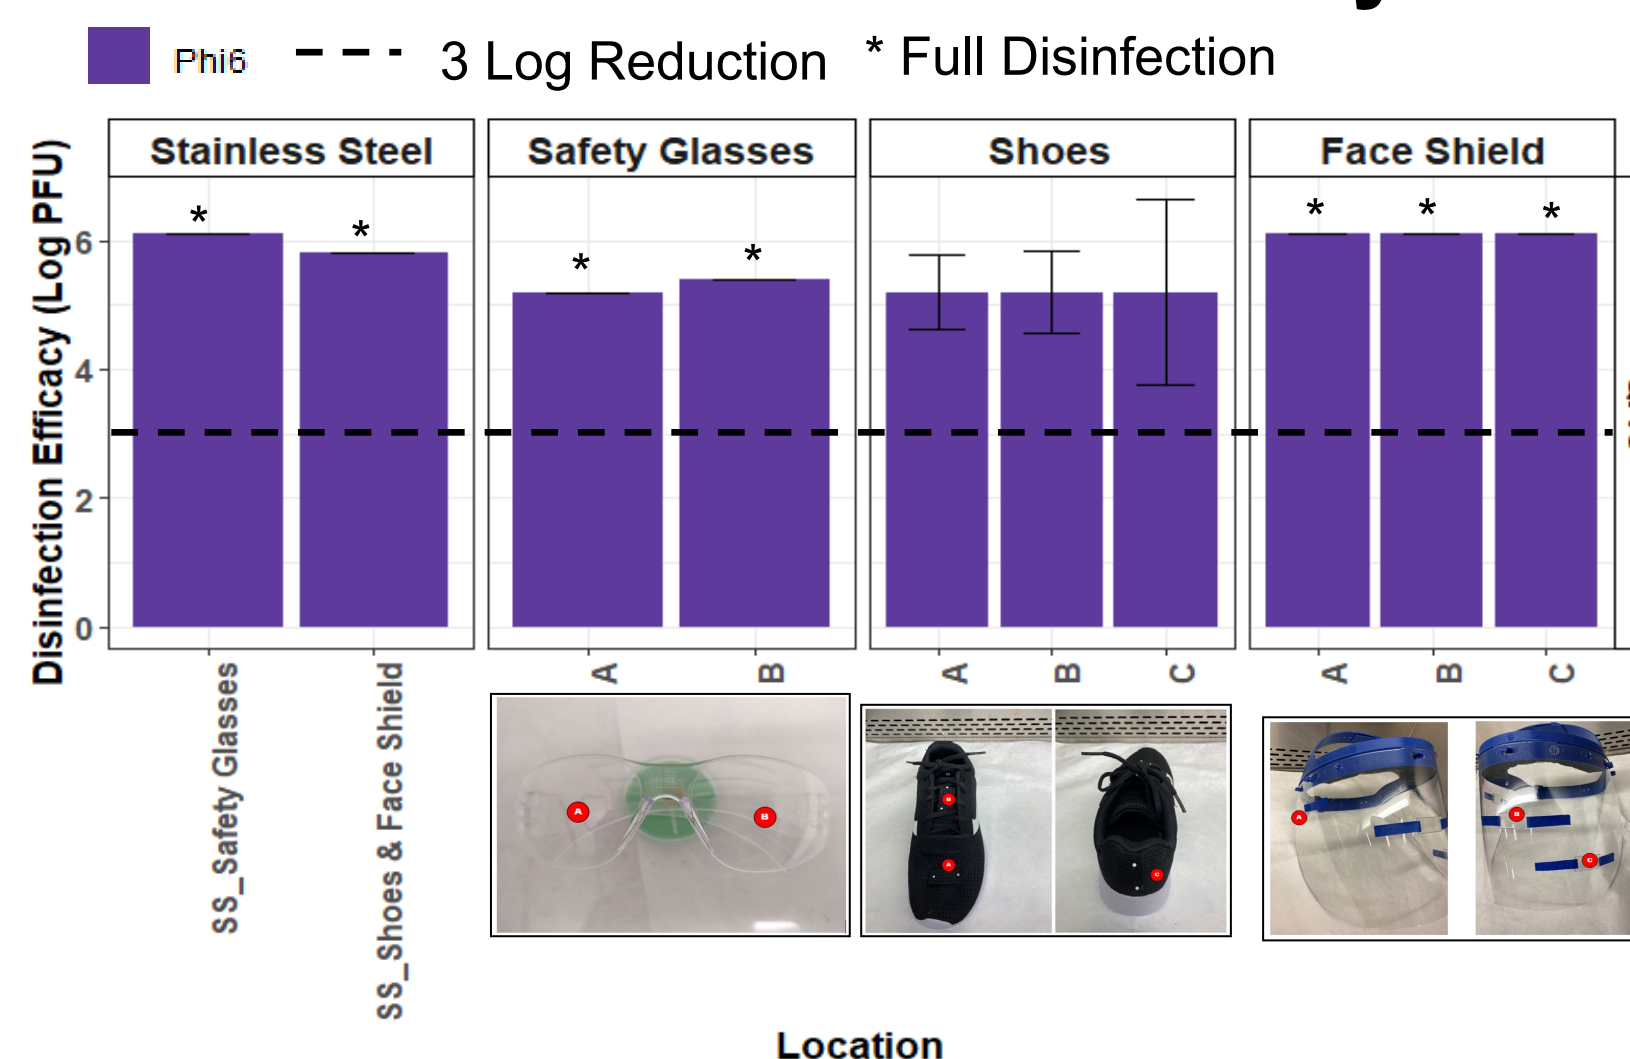 Phi6
3 Log Reduction
* Full Disinfection
Stainless Steel
Safety Glasses
Shoes
Face Shield
Disinfection Efficacy (Log PFU)
6
4
2
0
* *
* *
* * *
SS_Safety Glasses
SS_Shoes & Face Shield
A B
A B C
A B C
A B
B
A
C
A
B
C
Location